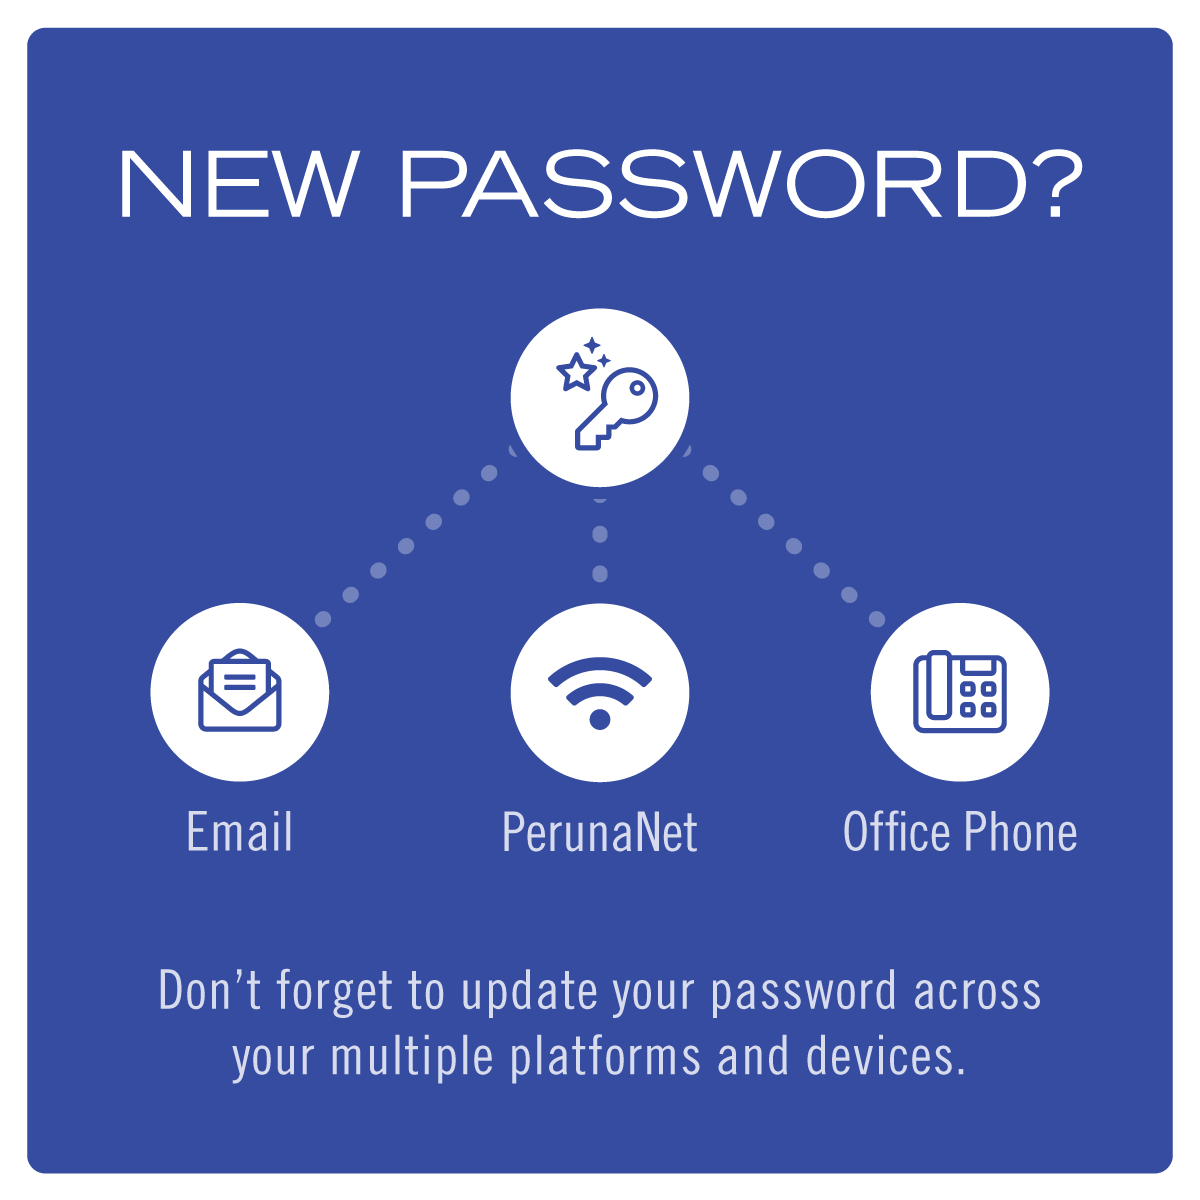 NEW PASSWORD?
Email
PerunaNet
Office Phone
Don’t forget to update your password across
your multiple platforms and devices.